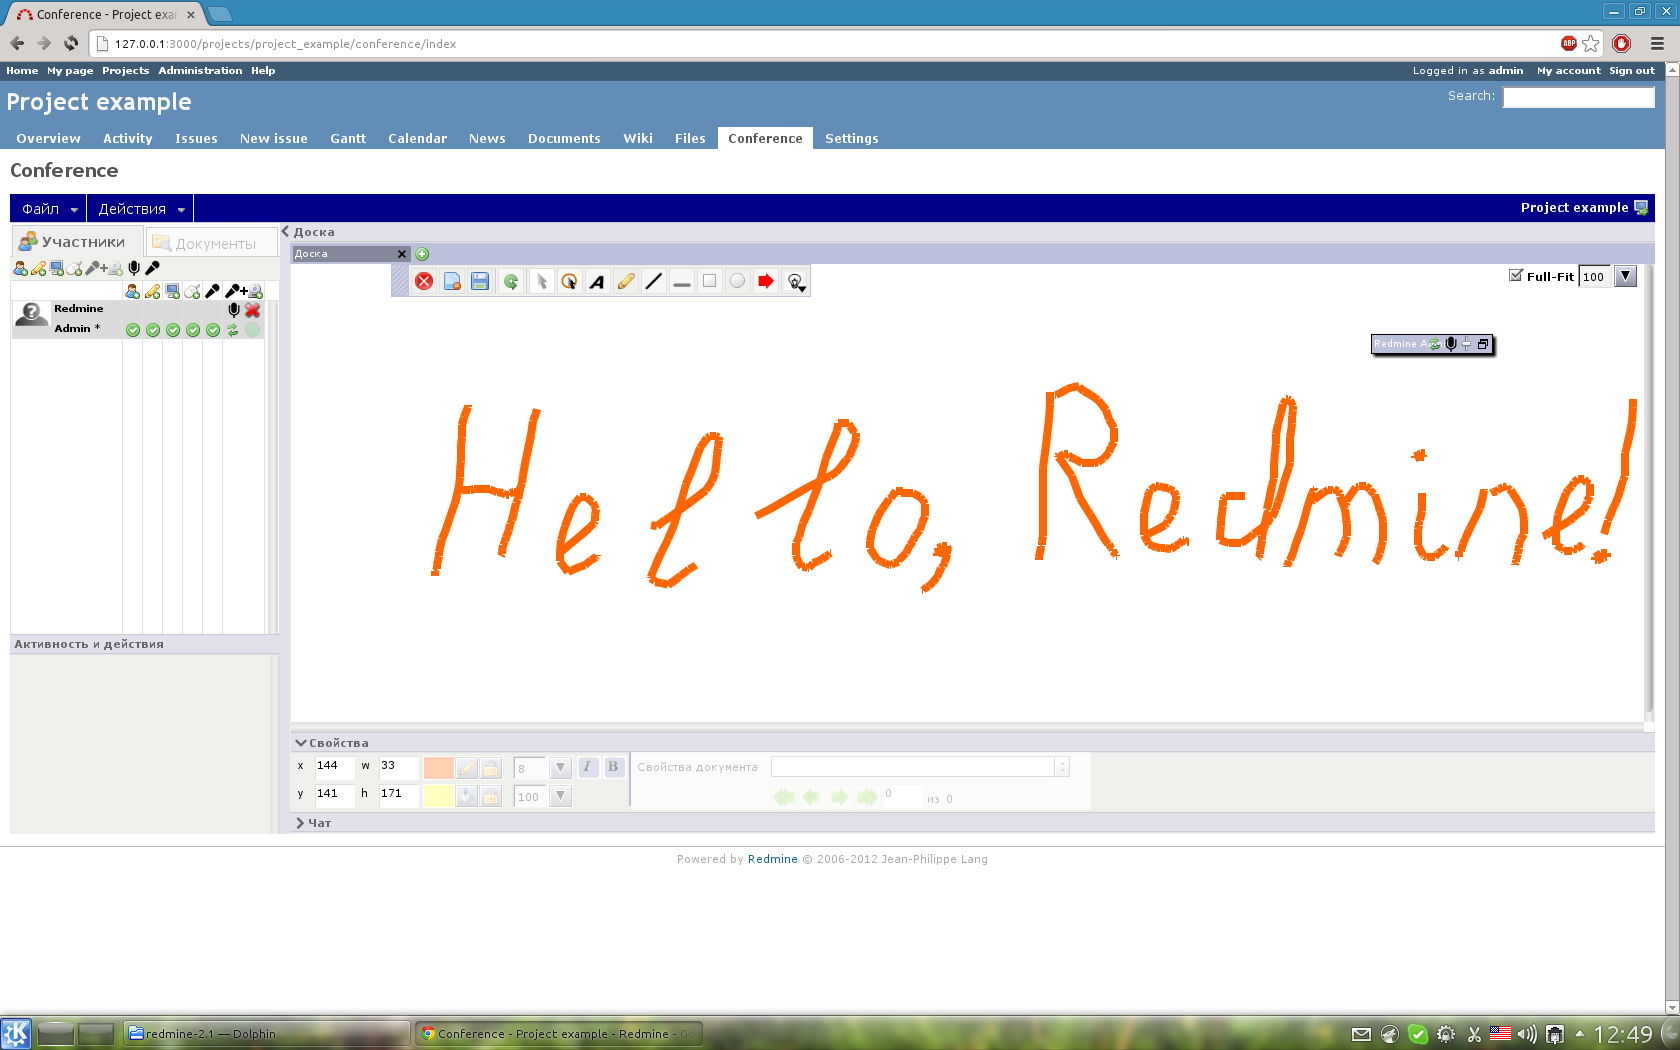 Conference - Project exa
127.0.0.1:3000/projects/project_example/conference/index
ABP
Home My page Projects Administration Help
Logged in as admin My account Sign out
Project example
Search:
Overview Activity Issues New issue Gantt Calendar News Documents Wiki Files Conference Settings
Conference
Файл Действия
Project example
Участники Документы
Доска
Доска
Full-Fit 100
Redmine
Admin *
Redmine A
Hello, Redmine!
Активность и действия
Свойства
x 144 w 33 8 I B Свойства документа
y 141 h 171 100 0 из 0
Чат
Powered by Redmine © 2006-2012 Jean-Philippe Lang
redmine-2.1 — Dolphin
Conference - Project example - Redmine - Go
12:49